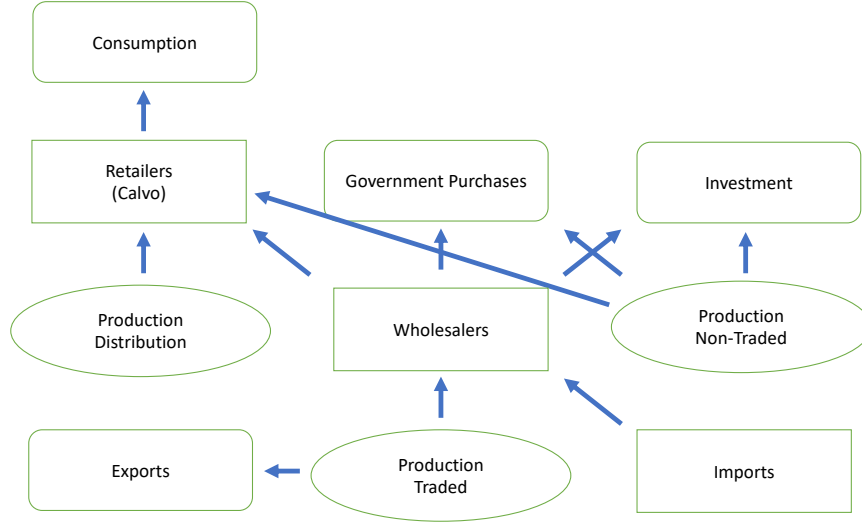 Consumption
Retailers
(Calvo)
Government Purchases
Investment
Production
Distribution
Wholesalers
Production
Non-Traded
Exports
Production
Traded
Imports